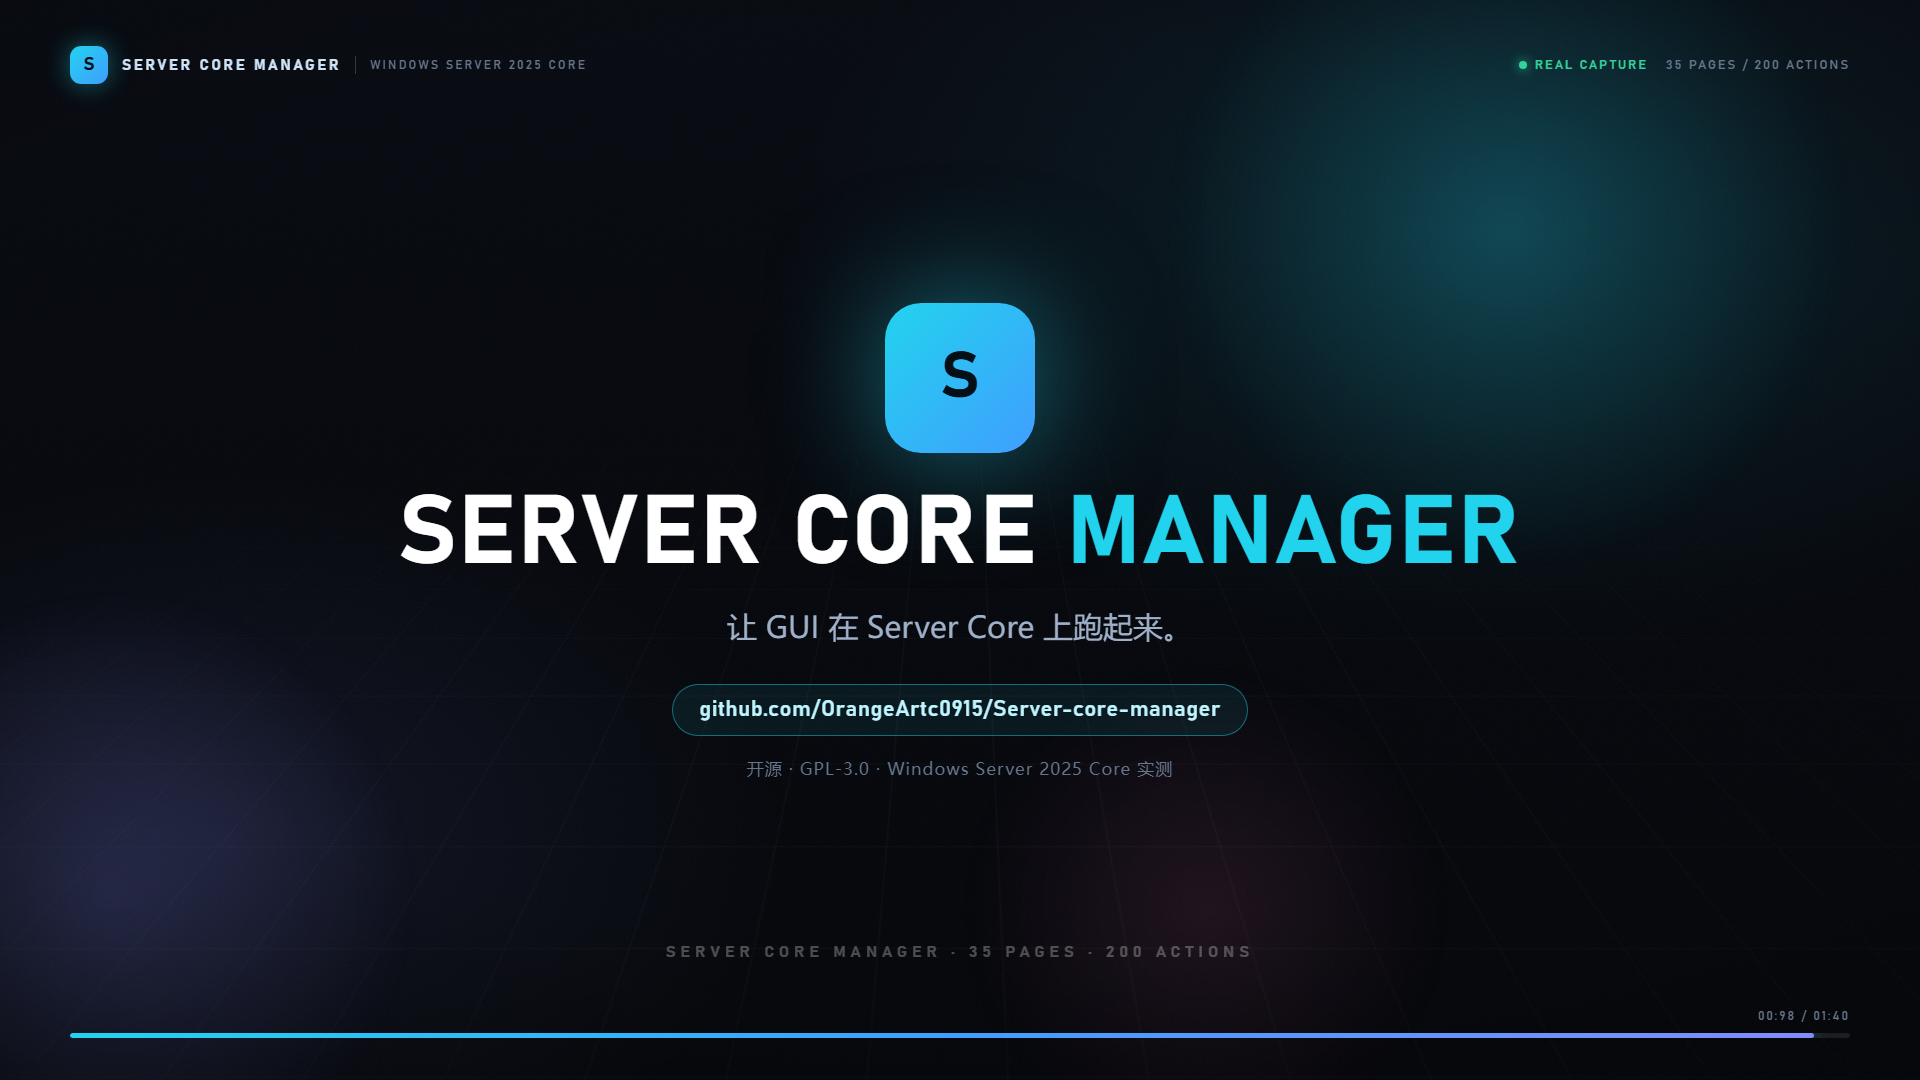 S SERVER CORE MANAGER | WINDOWS SERVER 2025 CORE
REAL CAPTURE 35 PAGES / 200 ACTIONS
S
SERVER CORE MANAGER
让 GUI 在 Server Core 上跑起来。
github.com/OrangeArtc0915/Server-core-manager
开源 · GPL-3.0 · Windows Server 2025 Core 实测
SERVER CORE MANAGER · 35 PAGES · 200 ACTIONS
00:98 / 01:40